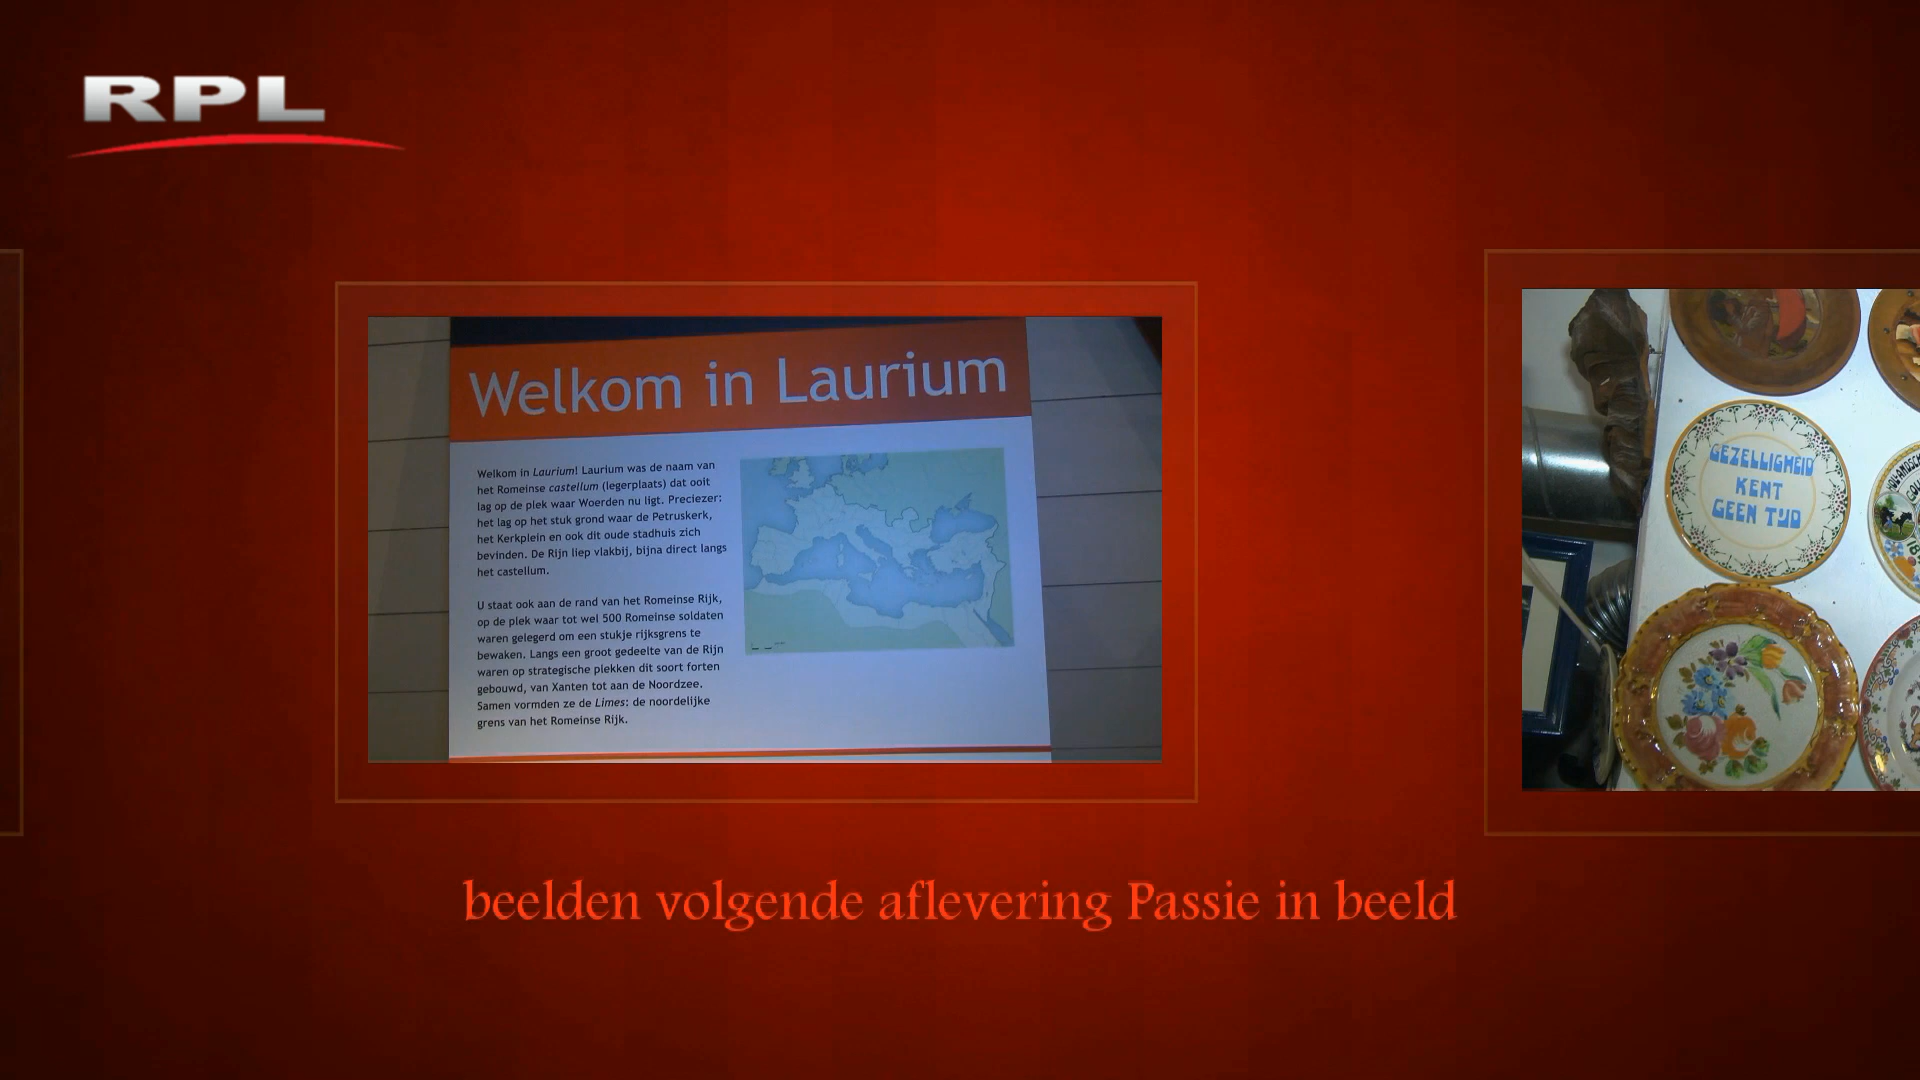 RPL
Welkom in Laurium
Welkom in Laurium! Laurium was de naam van
het Romeinse castellum (legerplaats) dat ooit
lag op de plek waar Woerden nu ligt. Preciezer:
het lag op het stuk grond waar de Petruskerk,
het Kerkplein en ook dit oude stadhuis zich
bevinden. De Rijn liep vlakbij, bijna direct langs
het castellum.
U staat ook aan de rand van het Romeinse Rijk,
op de plek waar tot wel 500 Romeinse soldaten
waren gelegerd om een stukje rijksgrens te
bewaken. Langs een groot gedeelte van de Rijn
waren op strategische plekken dit soort forten
gebouwd, van Xanten tot aan de Noordzee.
Samen vormden ze de Limes: de noordelijke
grens van het Romeinse Rijk.
GEZELLIGHEID
KENT
GEEN TIJD
beelden volgende aflevering Passie in beeld